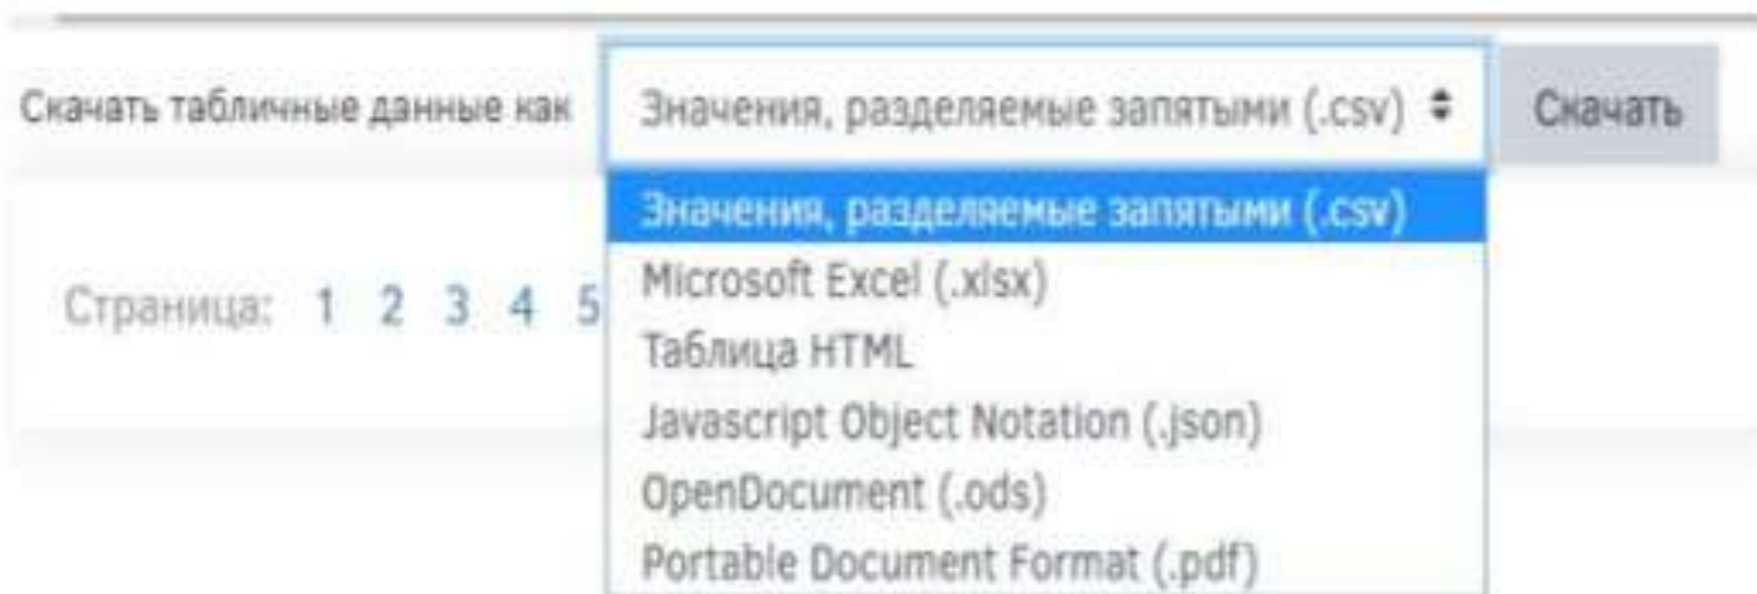 Скачать табличные данные как Значения, разделяемые запятыми (.csv) Скачать
Значения, разделяемые запятыми (.csv)
Microsoft Excel (.xlsx)
Страница: 1 2 3 4 5
Таблица HTML
Javascript Object Notation (.json)
OpenDocument (.ods)
Portable Document Format (.pdf)